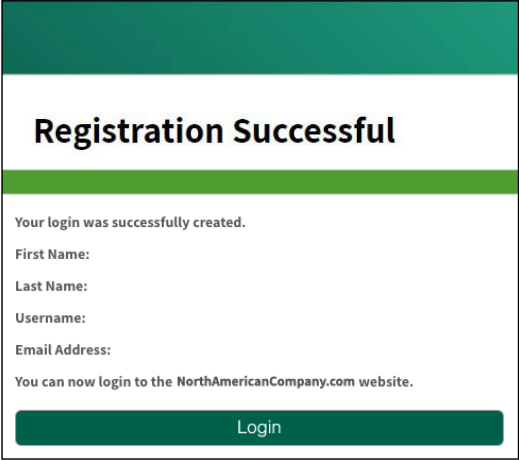 Registration Successful
Your login was successfully created.
First Name:
Last Name:
Username:
Email Address:
You can now login to the NorthAmericanCompany.com website.
Login